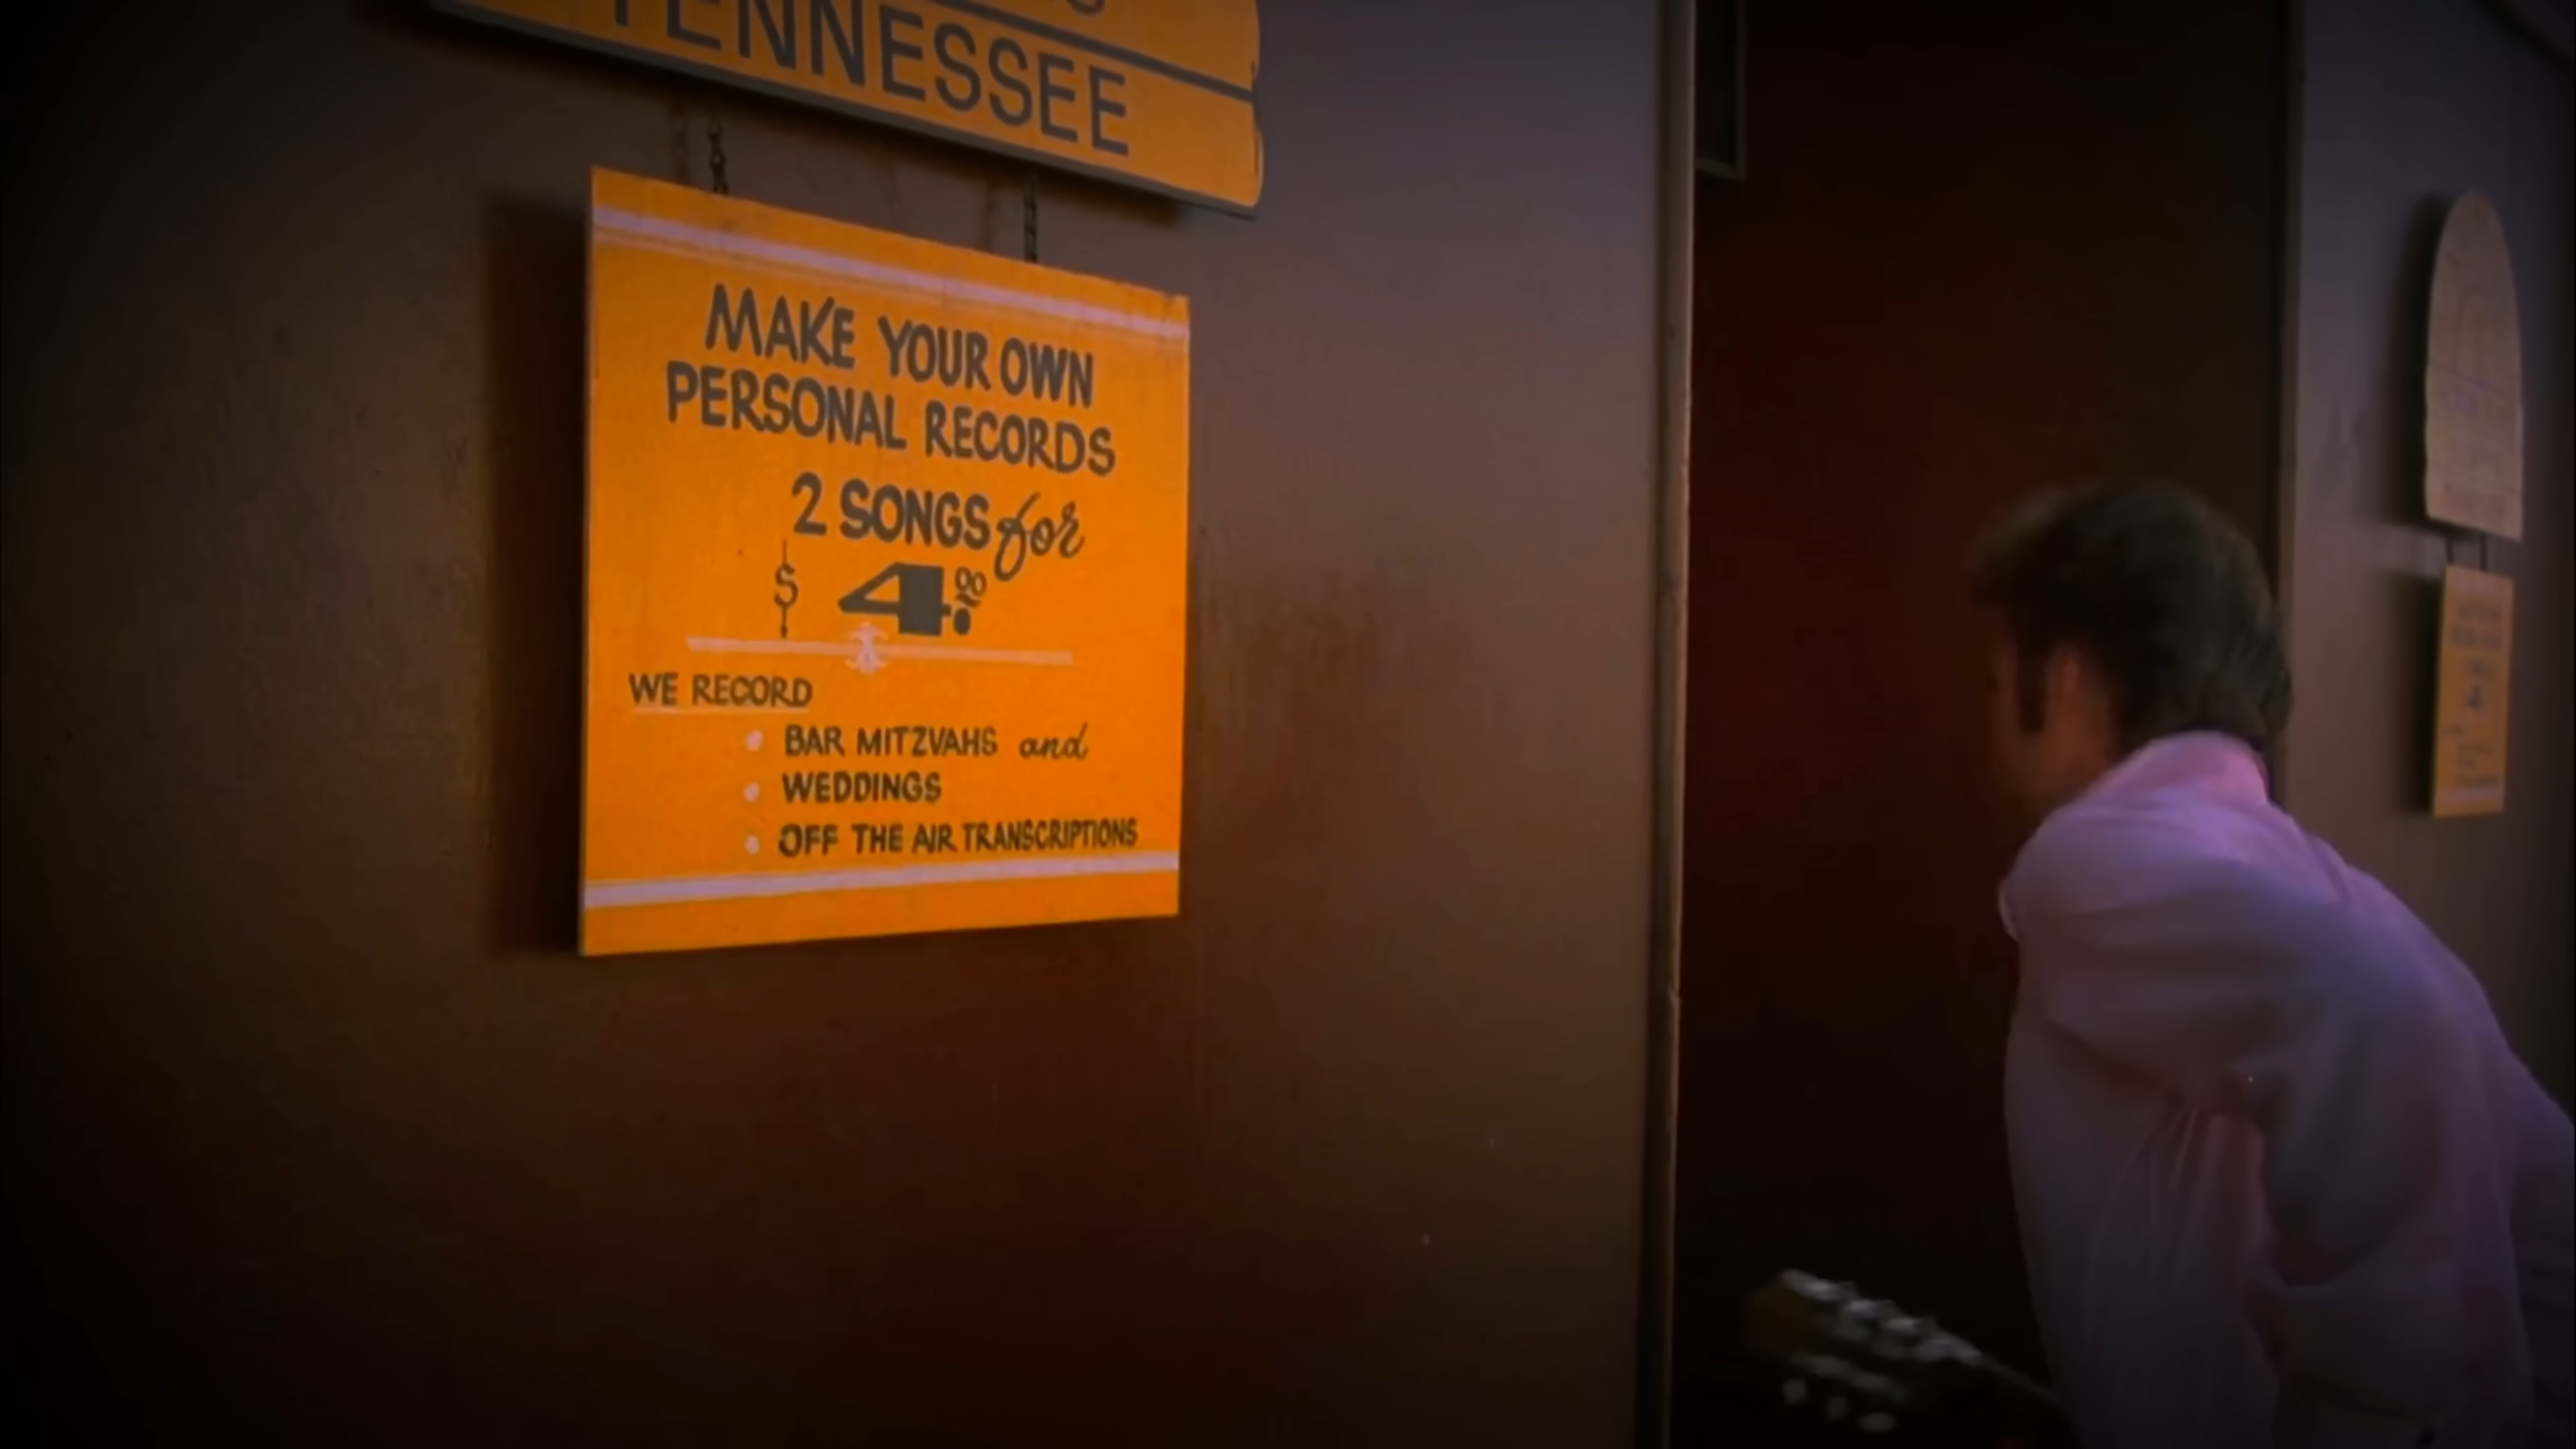 TENNESSEE
MAKE YOUR OWN
PERSONAL RECORDS
2 SONGS for
$ 4.00
WE RECORD
BAR MITZVAHS and
WEDDINGS
OFF THE AIR TRANSCRIPTIONS